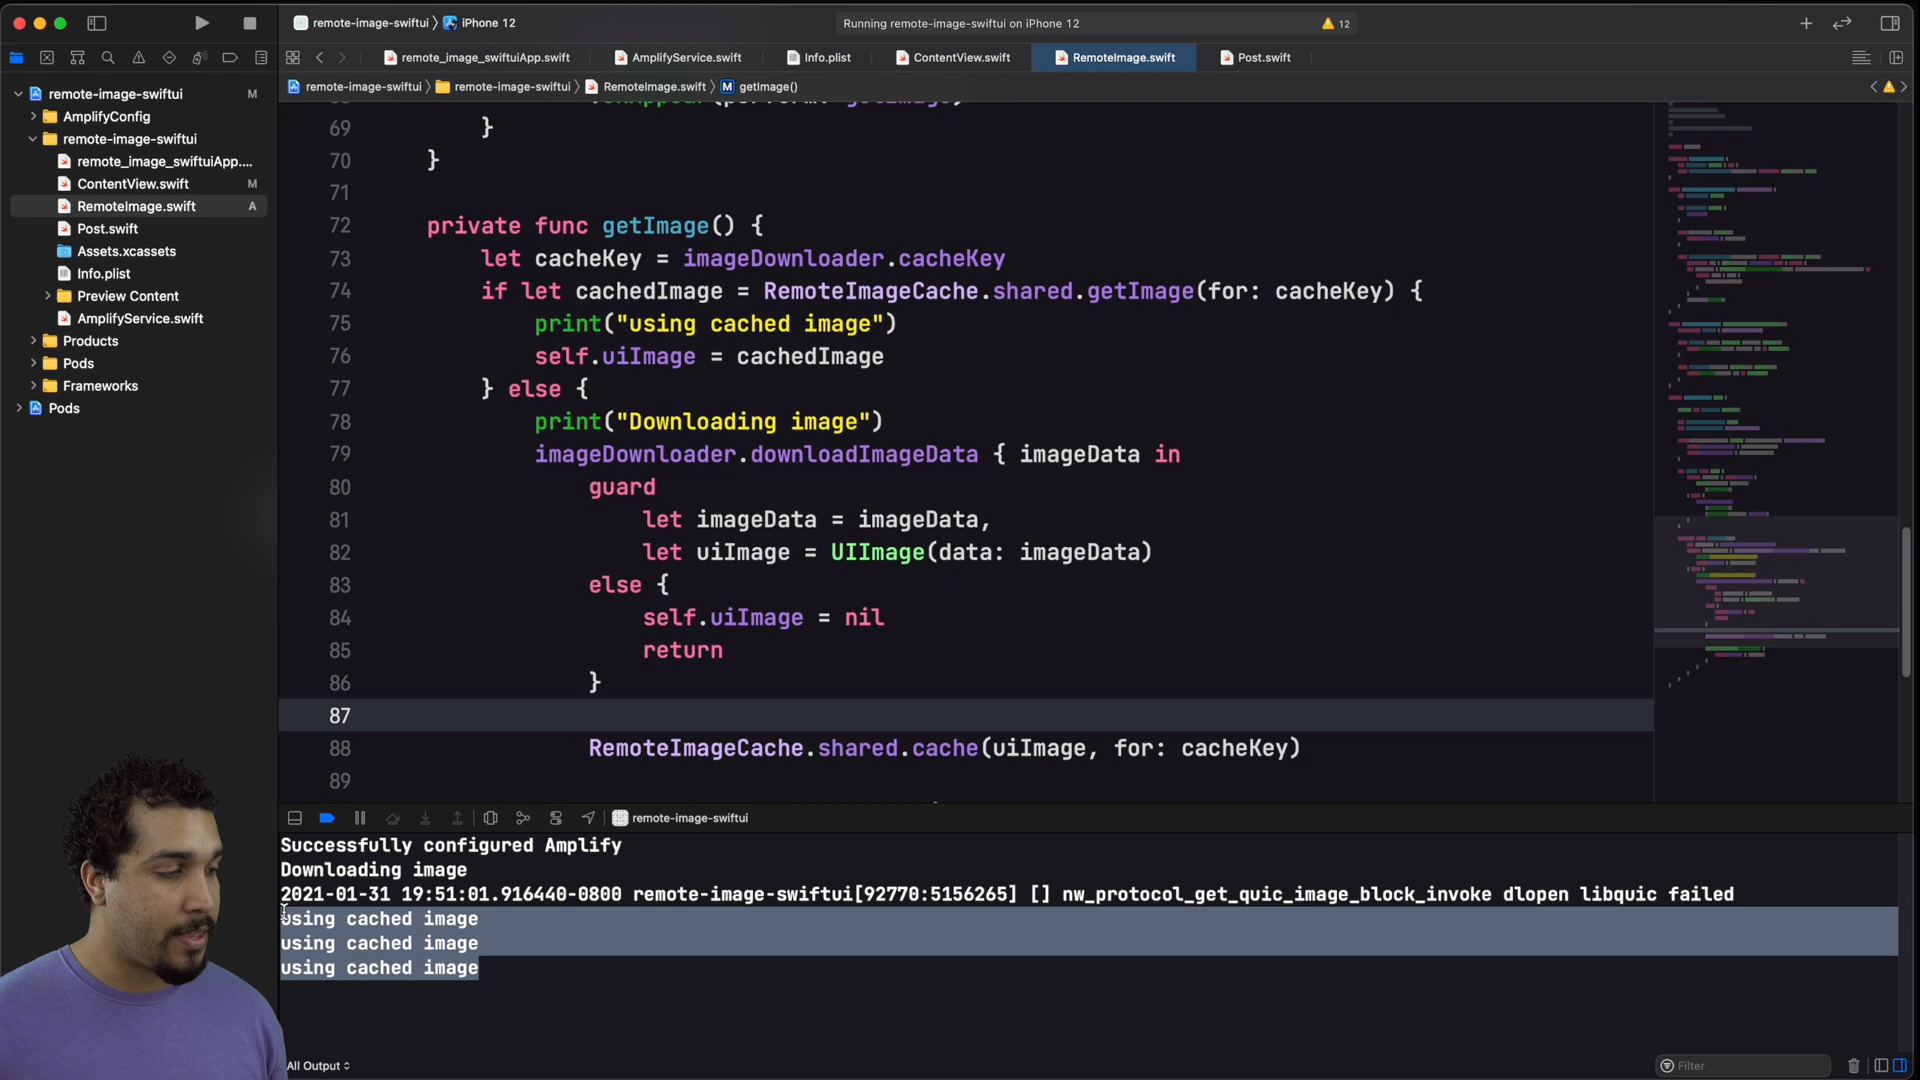 remote-image-swiftui
iPhone 12
Running remote-image-swiftui on iPhone 12
12
remote_image_swiftuiApp.swift
AmplifyService.swift
Info.plist
ContentView.swift
RemoteImage.swift
Post.swift
remote-image-swiftui
remote-image-swiftui
RemoteImage.swift
M
getImage()
remote-image-swiftui
M
AmplifyConfig
remote-image-swiftui
remote_image_swiftuiApp....
ContentView.swift
M
RemoteImage.swift
A
Post.swift
Assets.xcassets
Info.plist
Preview Content
AmplifyService.swift
Products
Pods
Frameworks
Pods
69 }
70 }
71
72 private func getImage() {
73 let cacheKey = imageDownloader.cacheKey
74 if let cachedImage = RemoteImageCache.shared.getImage(for: cacheKey) {
75 print("using cached image")
76 self.uiImage = cachedImage
77 } else {
78 print("Downloading image")
79 imageDownloader.downloadImageData { imageData in
80 guard
81 let imageData = imageData,
82 let uiImage = UIImage(data: imageData)
83 else {
84 self.uiImage = nil
85 return
86 }
87
88 RemoteImageCache.shared.cache(uiImage, for: cacheKey)
89
remote-image-swiftui
Successfully configured Amplify
Downloading image
2021-01-31 19:51:01.916440-0800 remote-image-swiftui[92770:5156265] [] nw_protocol_get_quic_image_block_invoke dlopen libquic failed
using cached image
using cached image
using cached image
All Output
Filter